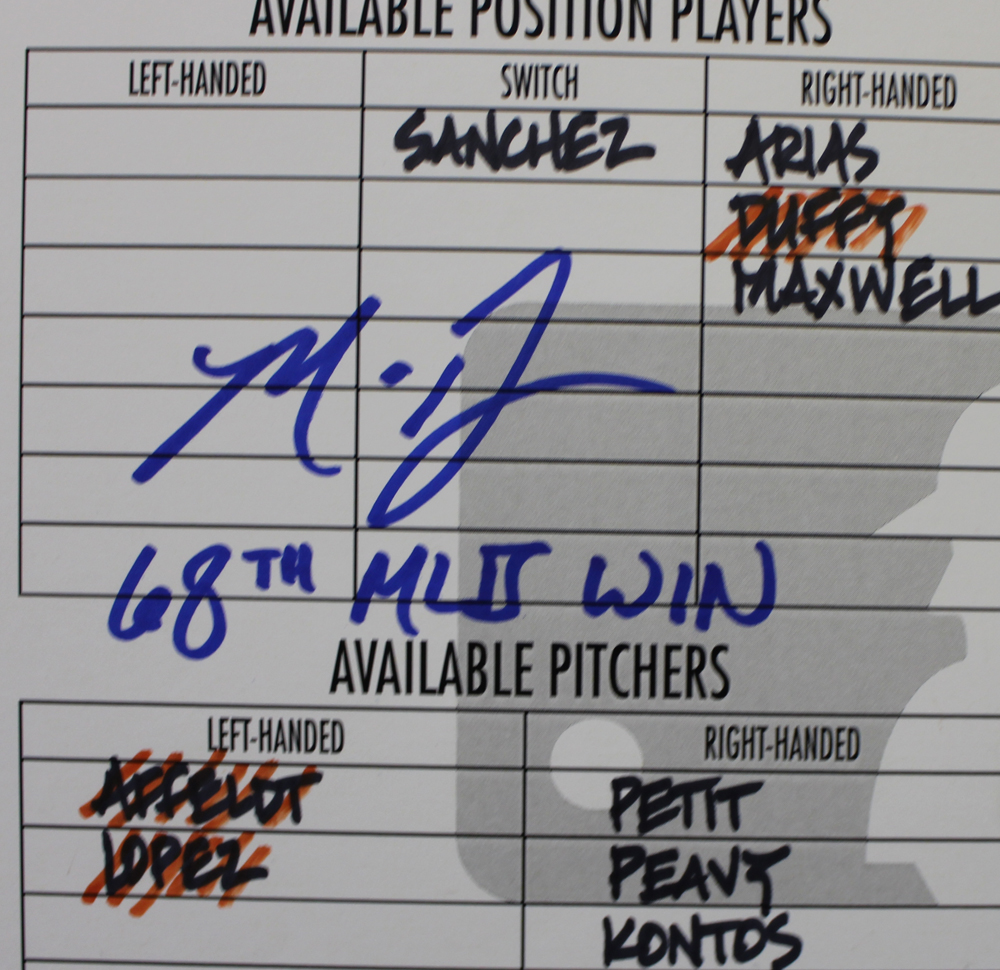 AVAILABLE POSITION PLAYERS
LEFT-HANDED SWITCH RIGHT-HANDED
SANCHEZ ARIAS
DUFFY
MAXWELL
68TH MLB WIN
AVAILABLE PITCHERS
LEFT-HANDED RIGHT-HANDED
AFFELDT PETIT
LOPEZ PEAVY
KONTOS